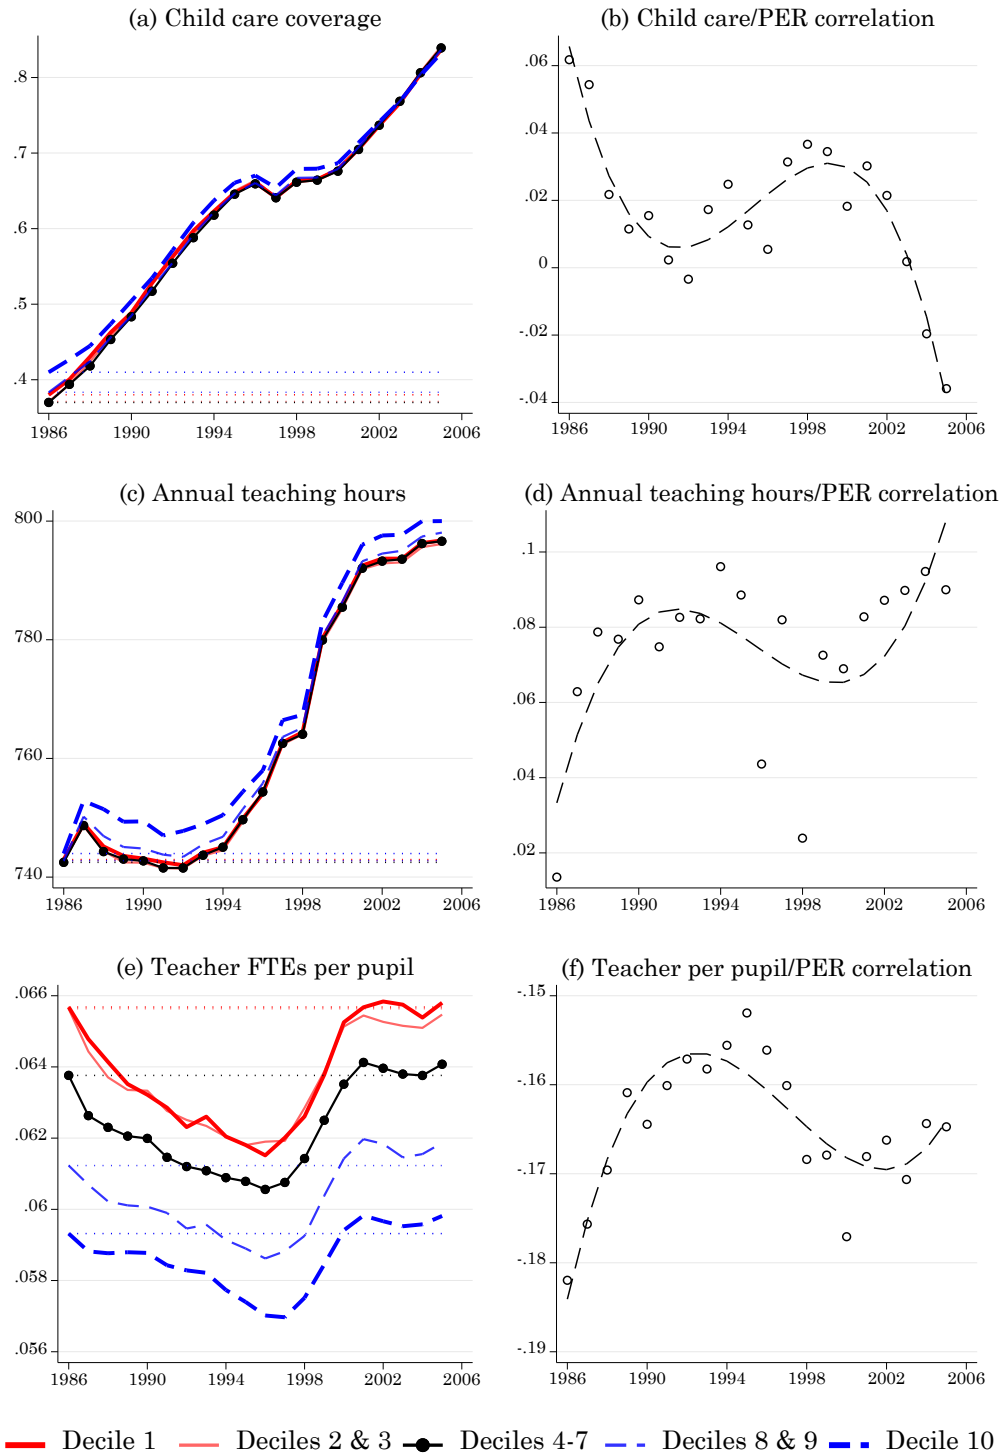 (a) Child care coverage
.8
.7
.6
.5
.4
1986 1990 1994 1998 2002 2006
(b) Child care/PER correlation
.06
.04
.02
0
-.02
-.04
1986 1990 1994 1998 2002 2006
(c) Annual teaching hours
800
780
760
740
1986 1990 1994 1998 2002 2006
(d) Annual teaching hours/PER correlation
.1
.08
.06
.04
.02
1986 1990 1994 1998 2002 2006
(e) Teacher FTEs per pupil
.066
.064
.062
.06
.058
.056
1986 1990 1994 1998 2002 2006
(f) Teacher per pupil/PER correlation
-.15
-.16
-.17
-.18
-.19
1986 1990 1994 1998 2002 2006
Decile 1 Deciles 2 & 3 Deciles 4-7 Deciles 8 & 9 Decile 10